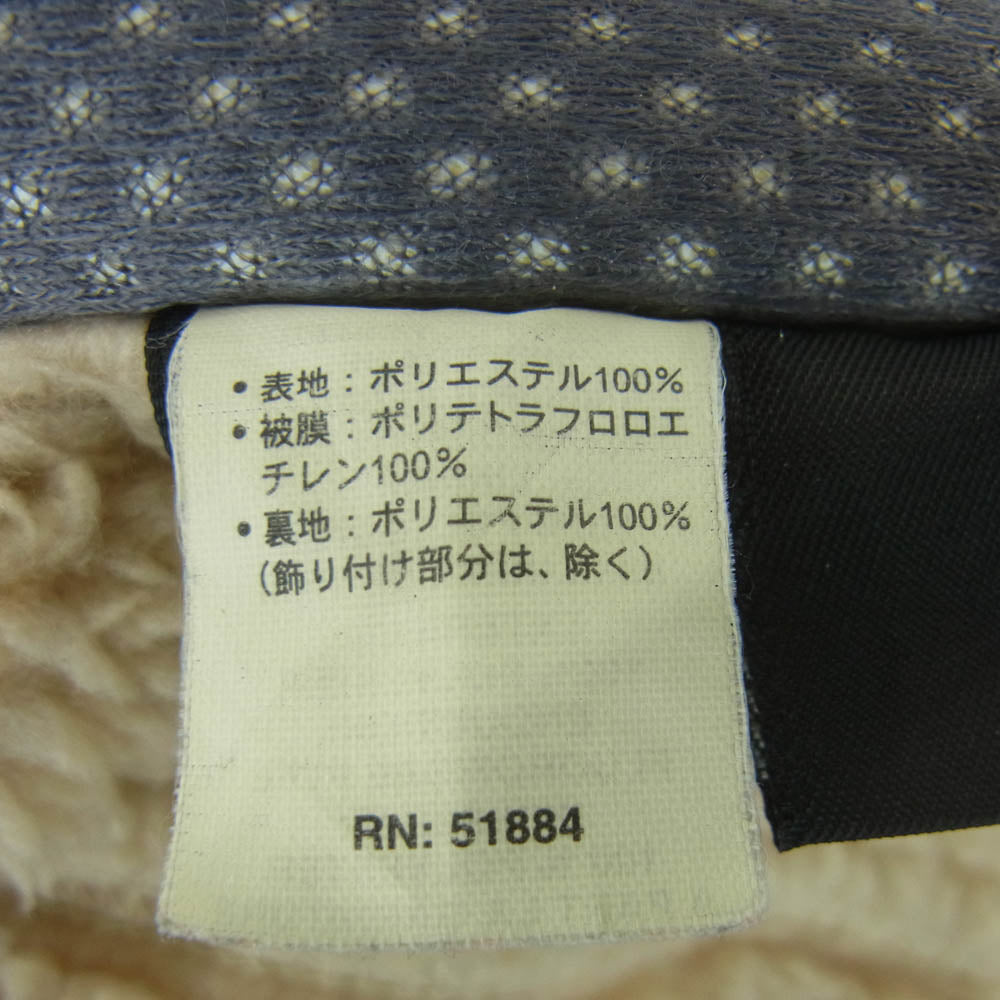 ・表地：ポリエステル100%
・被膜：ポリテトラフロロエ
チレン100%
・裏地：ポリエステル100%
（飾り付け部分は、除く）
RN: 51884